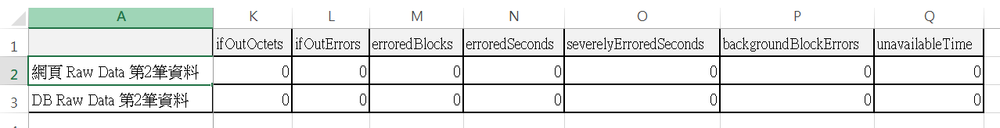 A K L M N O P Q
1 ifOutOctets ifOutErrors erroredBlocks erroredSeconds severelyErroredSeconds backgroundBlockErrors unavailableTime
2 網頁 Raw Data 第2筆資料 0 0 0 0 0 0 0
3 DB Raw Data 第2筆資料 0 0 0 0 0 0 0